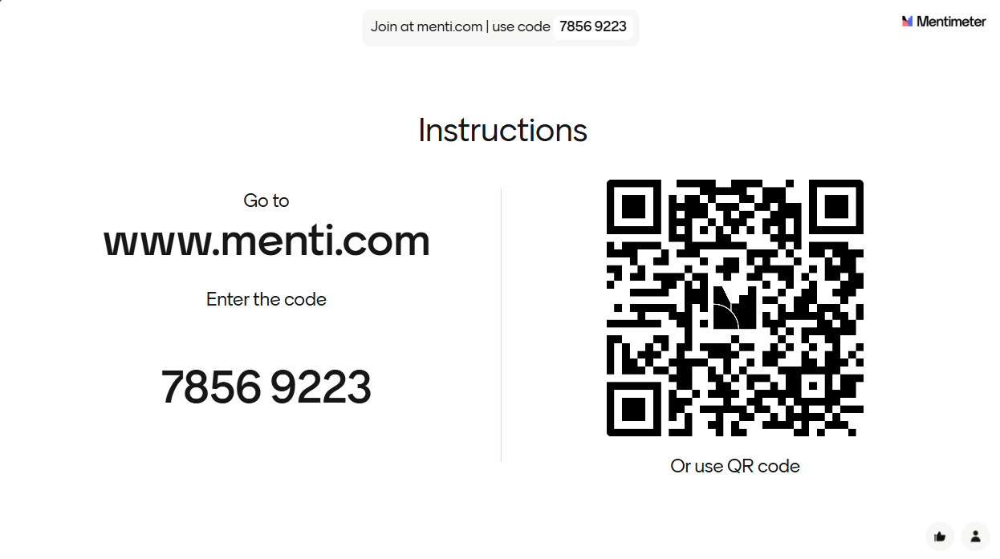 Join at menti.com | use code 7856 9223
Mentimeter
Instructions
Go to
www.menti.com
Enter the code
7856 9223
Or use QR code